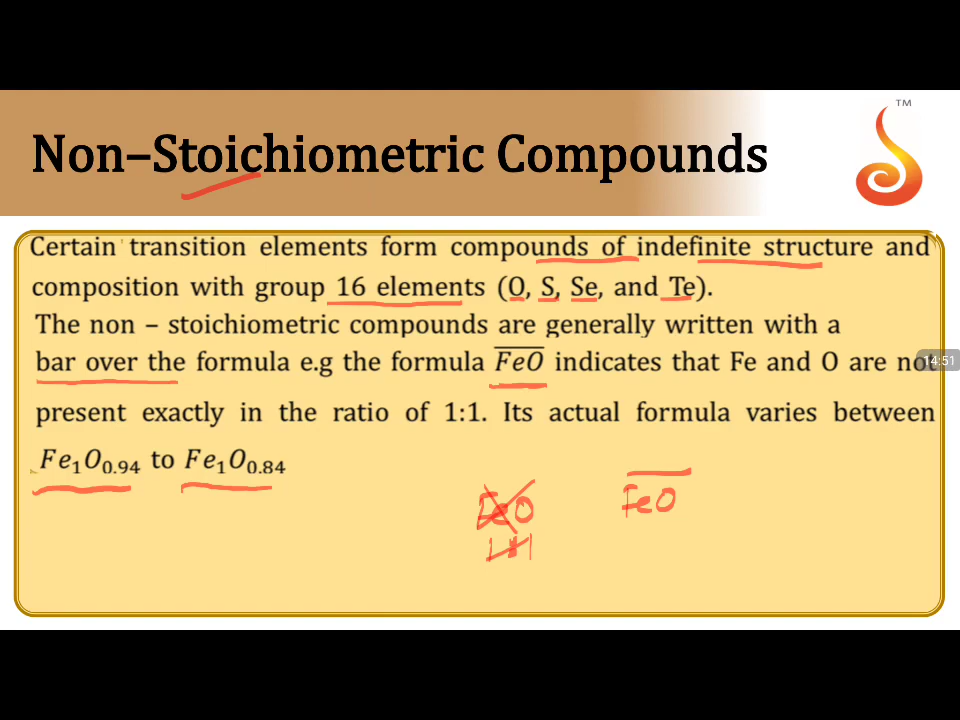 TM
Non–Stoichiometric Compounds
Certain transition elements form compounds of indefinite structure and
composition with group 16 elements (O, S, Se, and Te).
The non – stoichiometric compounds are generally written with a
bar over the formula e.g the formula F̅e̅O̅ indicates that Fe and O are not
14:51
present exactly in the ratio of 1:1. Its actual formula varies between
Fe₁O₀.₉₄ to Fe₁O₀.₈₄
FeO F̅e̅O̅
1:1